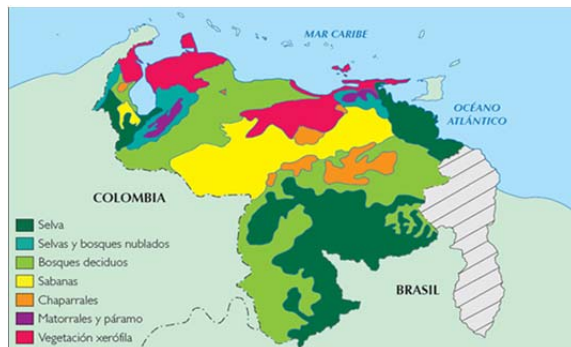 MAR CARIBE
OCÉANO
ATLÁNTICO
COLOMBIA
BRASIL
Selva
Selvas y bosques nublados
Bosques deciduos
Sabanas
Chaparrales
Matorrales y páramo
Vegetación xerófila